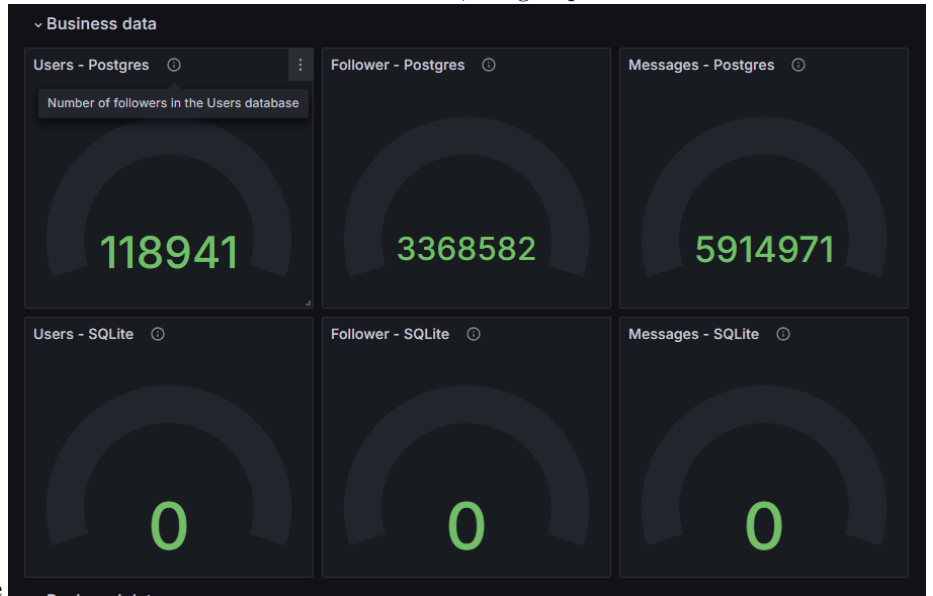 Business data
Users - Postgres
Follower - Postgres
Messages - Postgres
Number of followers in the Users database
118941
3368582
5914971
Users - SQLite
Follower - SQLite
Messages - SQLite
0
0
0